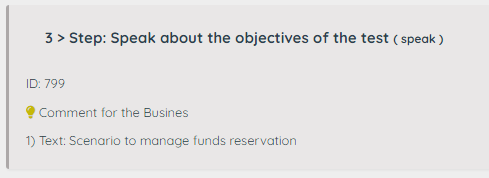 3 > Step: Speak about the objectives of the test ( speak )
ID: 799
Comment for the Busines
1) Text: Scenario to manage funds reservation